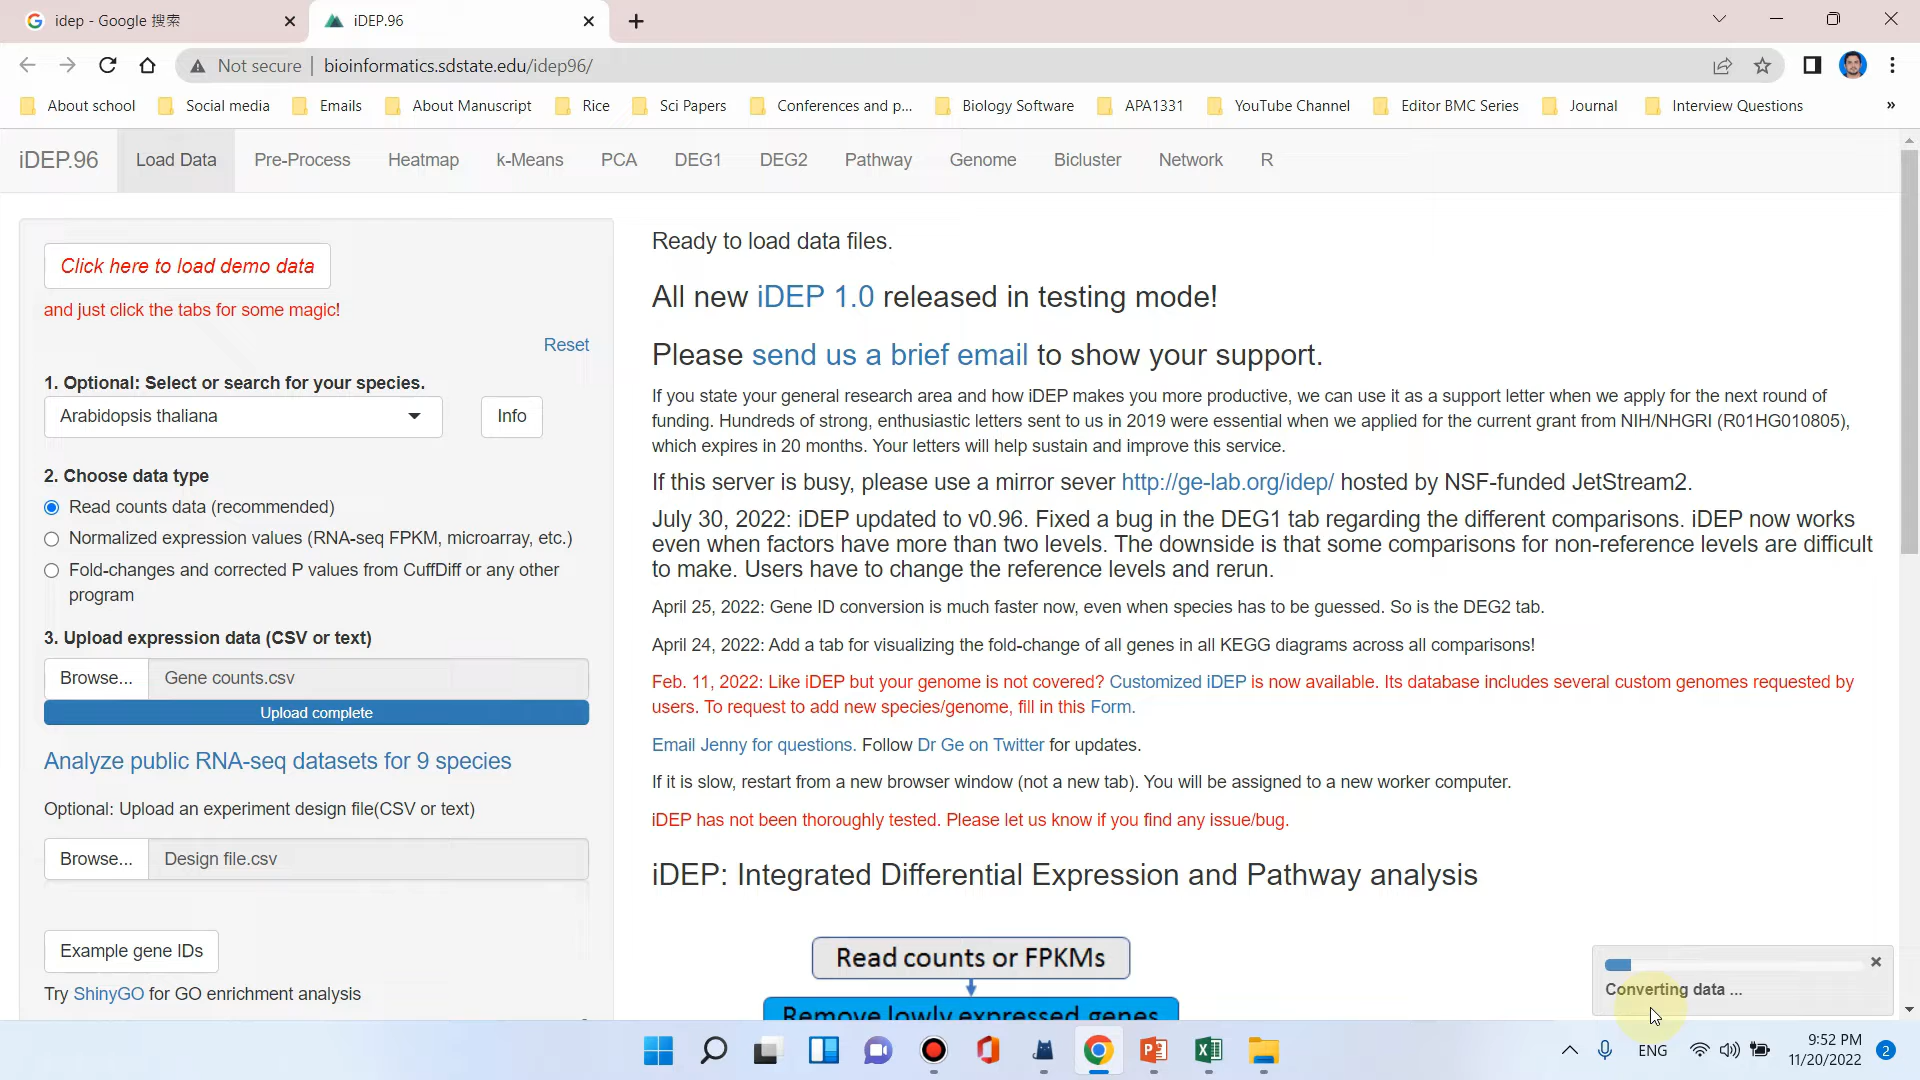 idep - Google 搜索
iDEP.96
Not secure
bioinformatics.sdstate.edu/idep96/
About school
Social media
Emails
About Manuscript
Rice
Sci Papers
Conferences and p...
Biology Software
APA1331
YouTube Channel
Editor BMC Series
Journal
Interview Questions
»
iDEP.96
Load Data
Pre-Process
Heatmap
k-Means
PCA
DEG1
DEG2
Pathway
Genome
Bicluster
Network
R
Click here to load demo data
and just click the tabs for some magic!
Reset
1. Optional: Select or search for your species.
Arabidopsis thaliana
Info
2. Choose data type
Read counts data (recommended)
Normalized expression values (RNA-seq FPKM, microarray, etc.)
Fold-changes and corrected P values from CuffDiff or any other
program
3. Upload expression data (CSV or text)
Browse...
Gene counts.csv
Upload complete
Analyze public RNA-seq datasets for 9 species
Optional: Upload an experiment design file(CSV or text)
Browse...
Design file.csv
Example gene IDs
Try ShinyGO for GO enrichment analysis
Ready to load data files.
All new iDEP 1.0 released in testing mode!
Please send us a brief email to show your support.
If you state your general research area and how iDEP makes you more productive, we can use it as a support letter when we apply for the next round of
funding. Hundreds of strong, enthusiastic letters sent to us in 2019 were essential when we applied for the current grant from NIH/NHGRI (R01HG010805),
which expires in 20 months. Your letters will help sustain and improve this service.
If this server is busy, please use a mirror sever http://ge-lab.org/idep/ hosted by NSF-funded JetStream2.
July 30, 2022: iDEP updated to v0.96. Fixed a bug in the DEG1 tab regarding the different comparisons. iDEP now works
even when factors have more than two levels. The downside is that some comparisons for non-reference levels are difficult
to make. Users have to change the reference levels and rerun.
April 25, 2022: Gene ID conversion is much faster now, even when species has to be guessed. So is the DEG2 tab.
April 24, 2022: Add a tab for visualizing the fold-change of all genes in all KEGG diagrams across all comparisons!
Feb. 11, 2022: Like iDEP but your genome is not covered? Customized iDEP is now available. Its database includes several custom genomes requested by
users. To request to add new species/genome, fill in this Form.
Email Jenny for questions. Follow Dr Ge on Twitter for updates.
If it is slow, restart from a new browser window (not a new tab). You will be assigned to a new worker computer.
iDEP has not been thoroughly tested. Please let us know if you find any issue/bug.
iDEP: Integrated Differential Expression and Pathway analysis
Read counts or FPKMs
Remove lowly expressed genes
Converting data ...
ENG
9:52 PM
11/20/2022
2